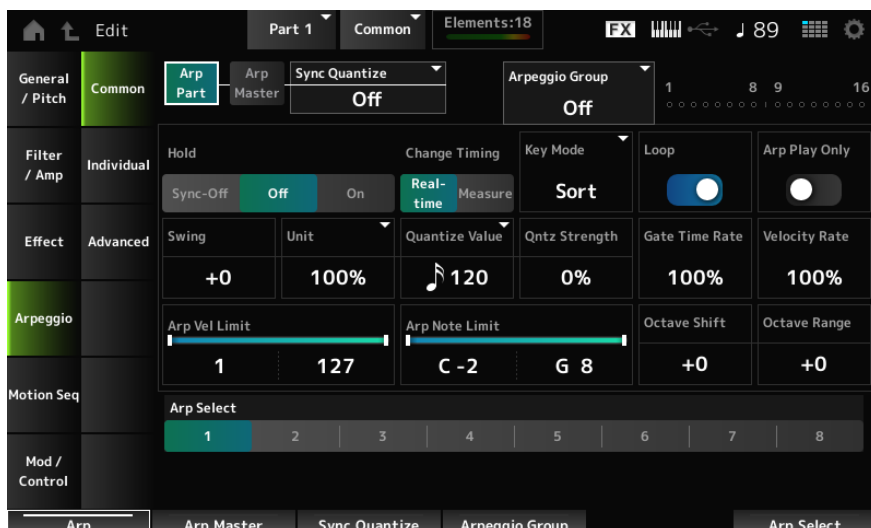 Edit
Part 1
Common
Elements:18
FX
89
General
/ Pitch
Common
Arp
Part
Arp
Master
Sync Quantize
Off
Arpeggio Group
Off
1 8 9 16
Filter
/ Amp
Individual
Hold
Sync-Off Off On
Change Timing
Real-
time
Measure
Key Mode
Sort
Loop
Arp Play Only
Effect
Advanced
Swing
+0
Unit
100%
Quantize Value
120
Qntz Strength
0%
Gate Time Rate
100%
Velocity Rate
100%
Arpeggio
Arp Vel Limit
1 127
Arp Note Limit
C -2 G 8
Octave Shift
+0
Octave Range
+0
Motion Seq
Arp Select
1 2 3 4 5 6 7 8
Mod /
Control
Arp
Arp Master
Sync Quantize
Arpeggio Group
Arp Select